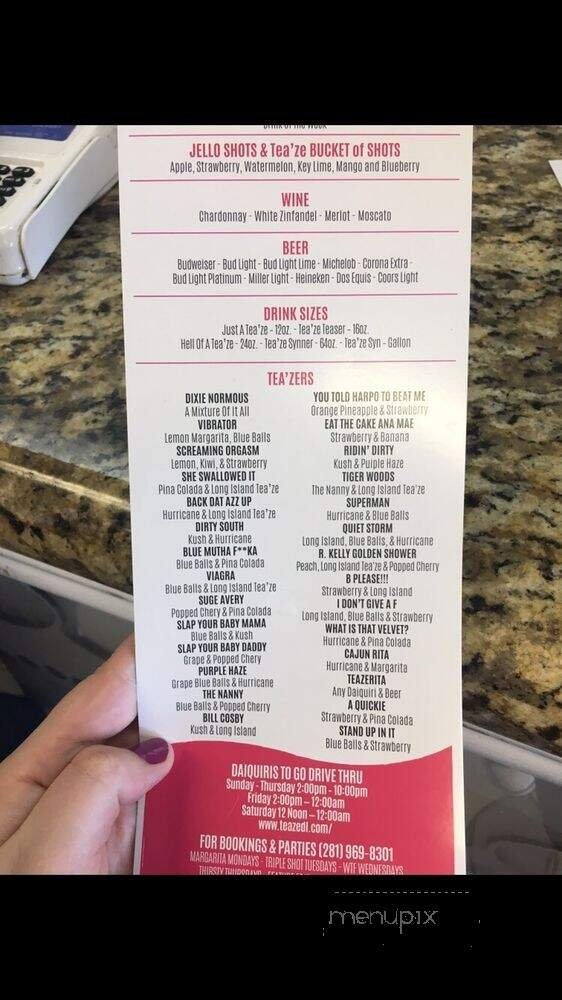 JELLO SHOTS & Tea'ze BUCKET of SHOTS
Apple, Strawberry, Watermelon, Key Lime, Mango and Blueberry
WINE
Chardonnay - White Zinfandel - Merlot - Moscato
BEER
Budweiser - Bud Light - Bud Light Lime - Michelob - Corona Extra -
Bud Light Platinum - Miller Light - Heineken - Dos Equis - Coors Light
DRINK SIZES
Just A Tea'ze - 12oz. - Tea'ze Teaser - 16oz.
Hell Of A Tea'ze - 24oz. - Tea'ze Synner - 64oz. - Tea'ze Syn - Gallon
TEA'ZERS
DIXIE NORMOUS
A Mixture Of It All
VIBRATOR
Lemon Margarita, Blue Balls
SCREAMING ORGASM
Lemon, Kiwi, & Strawberry
SHE SWALLOWED IT
Pina Colada & Long Island Tea'ze
BACK DAT AZZ UP
Hurricane & Long Island Tea'ze
DIRTY SOUTH
Kush & Hurricane
BLUE MUTHA F**KA
Blue Balls & Pina Colada
VIAGRA
Blue Balls & Long Island Tea'ze
SUGE AVERY
Popped Chery & Pina Colada
SLAP YOUR BABY MAMA
Blue Balls & Kush
SLAP YOUR BABY DADDY
Grape & Popped Chery
PURPLE HAZE
Grape Blue Balls & Hurricane
THE NANNY
Blue Balls & Popped Cherry
BILL COSBY
Kush & Long Island
YOU TOLD HARPO TO BEAT ME
Orange Pineapple & Strawberry
EAT THE CAKE ANA MAE
Strawberry & Banana
RIDIN' DIRTY
Kush & Puiple Haze
TIGER WOODS
The Nanny & Long Island Tea'ze
SUPERMAN
Hurricane & Blue Balls
QUIET STORM
Long Island, Blue Balls, & Hurricane
R. KELLY GOLDEN SHOWER
Peach, Long Island Tea'ze & Popped Cherry
B PLEASE!!!
Strawberry & Long Island
I DON'T GIVE A F
Long Island, Blue Balls & Strawberry
WHAT IS THAT VELVET?
Hurricane & Pina Colada
CAJUN RITA
Hurricane & Margarita
TEAZERITA
Any Daiquiri & Beer
A QUICKIE
Strawberry & Pina Colada
STAND UP IN IT
Blue Balls & Strawberry
DAIQUIRIS TO GO DRIVE THRU
Sunday - Thursday 2:00pm - 10:00pm
Friday 2:00pm – 12:00am
Saturday 12 Noon – 12:00am
www.teazedl.com/
FOR BOOKINGS & PARTIES (281) 969-8301
MARGARITA MONDAYS - TRIPLE SHOT TUESDAYS - WTF WEDNESDAYS
THIRSTY THURSDAYS
menupix